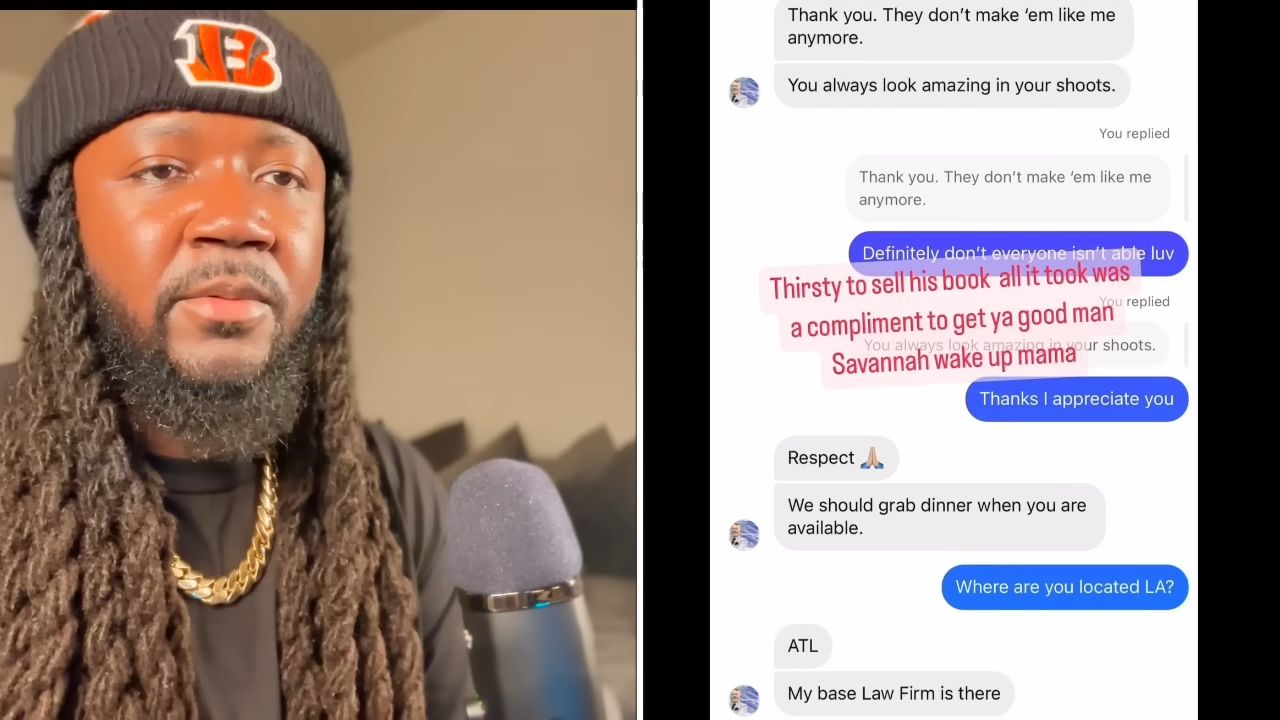 B
Thank you. They don’t make ‘em like me
anymore.
You always look amazing in your shoots.
You replied
Thank you. They don’t make ‘em like me
anymore.
Definitely don’t everyone isn’t able luv
Thirsty to sell his book all it took was
a compliment to get ya good man
Savannah wake up mama
You replied
You always look amazing in your shoots.
Thanks I appreciate you
Respect 🙏🏼
We should grab dinner when you are
available.
Where are you located LA?
ATL
My base Law Firm is there